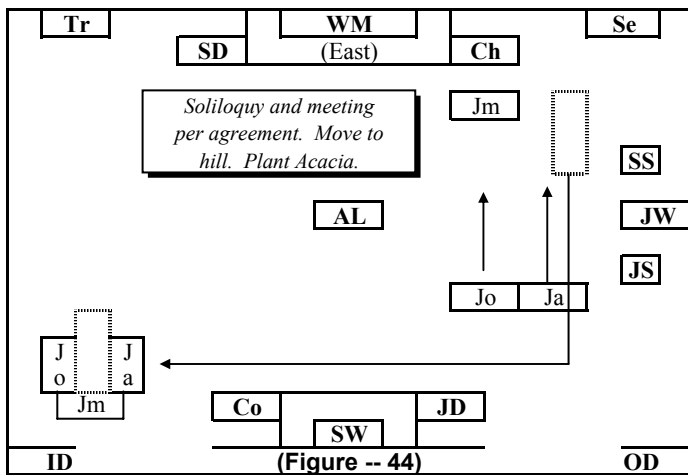 Tr WM Se
SD (East) Ch
Soliloquy and meeting
per agreement. Move to
hill. Plant Acacia.
Jm
SS
AL JW
JS
Jo Ja
J J
o a
Jm
Co JD
SW
ID (Figure -- 44) OD